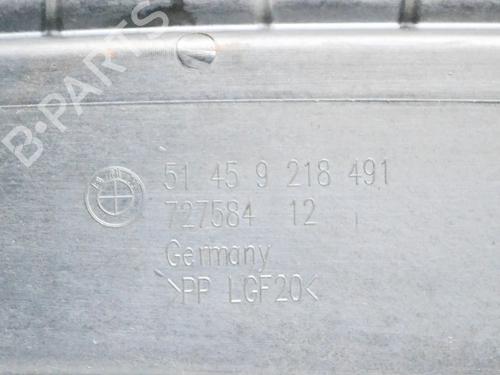 B-PARTS
51 45 9 218 491
727584 12
Germany
>PP LGF20<